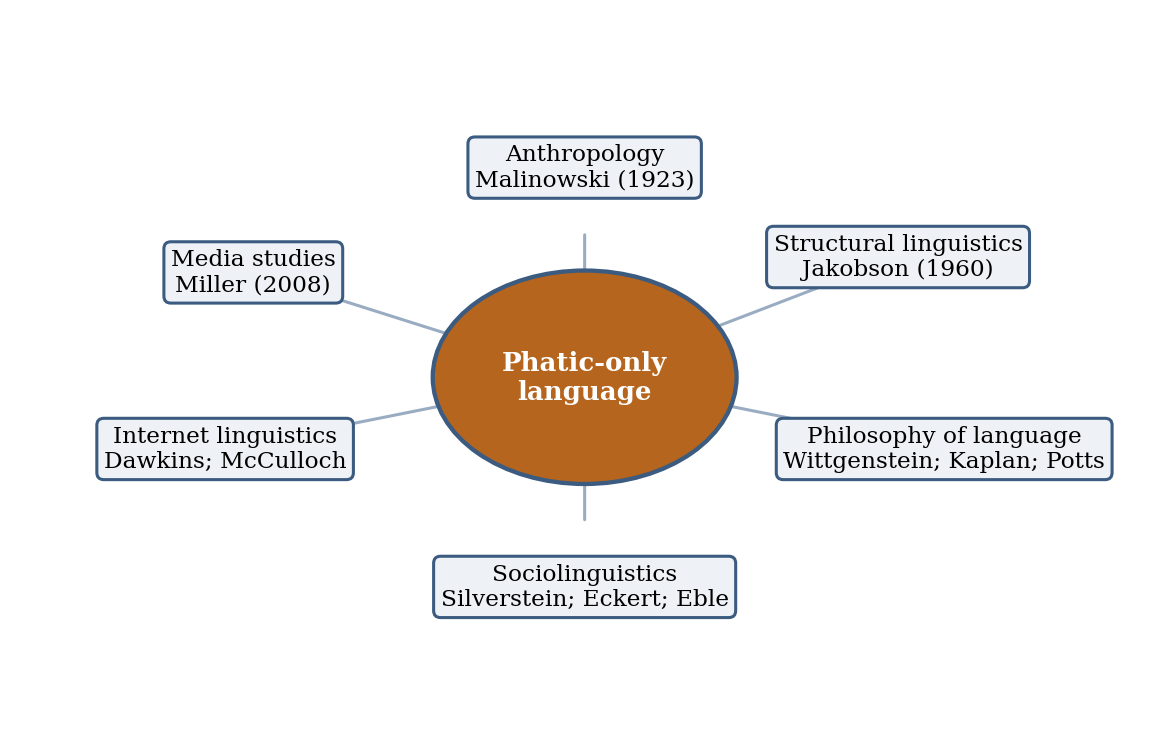 Anthropology
Malinowski (1923)
Structural linguistics
Jakobson (1960)
Media studies
Miller (2008)
Phatic-only
language
Internet linguistics
Dawkins; McCulloch
Philosophy of language
Wittgenstein; Kaplan; Potts
Sociolinguistics
Silverstein; Eckert; Eble